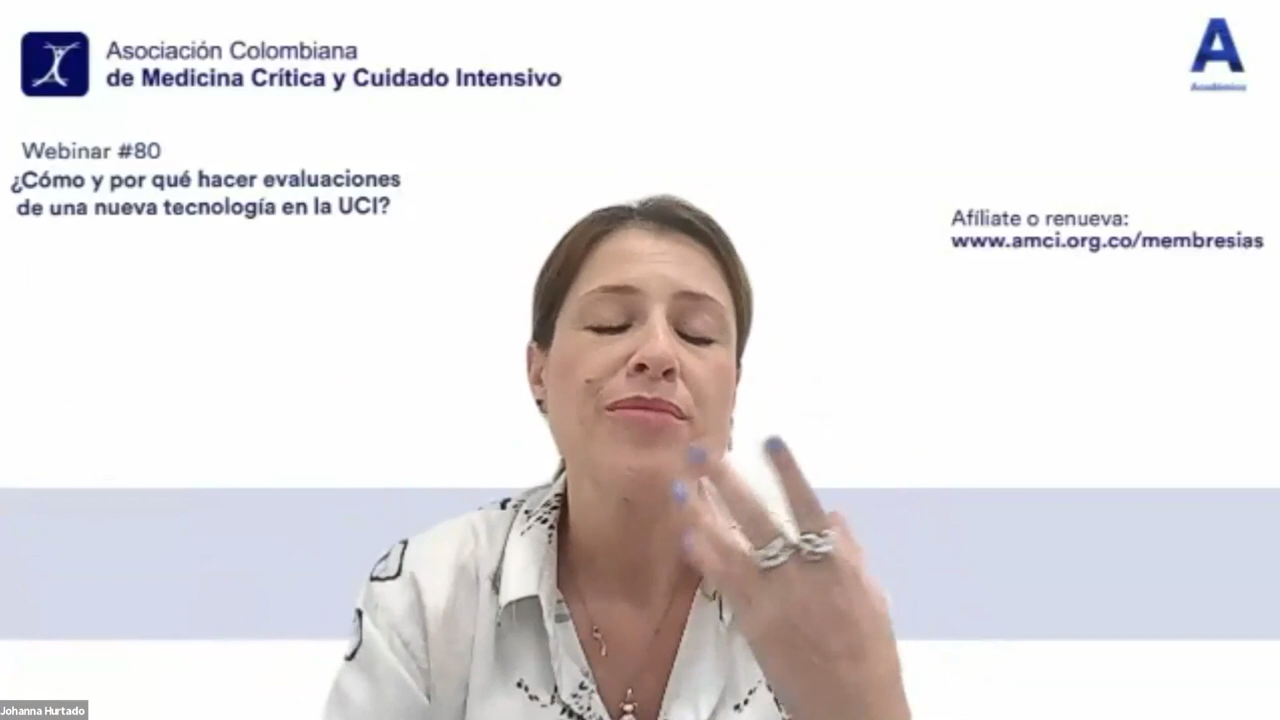 Asociación Colombiana
de Medicina Crítica y Cuidado Intensivo
A
Académico
Webinar #80
¿Cómo y por qué hacer evaluaciones
de una nueva tecnología en la UCI?
Afíliate o renueva:
www.amci.org.co/membresias
Johanna Hurtado